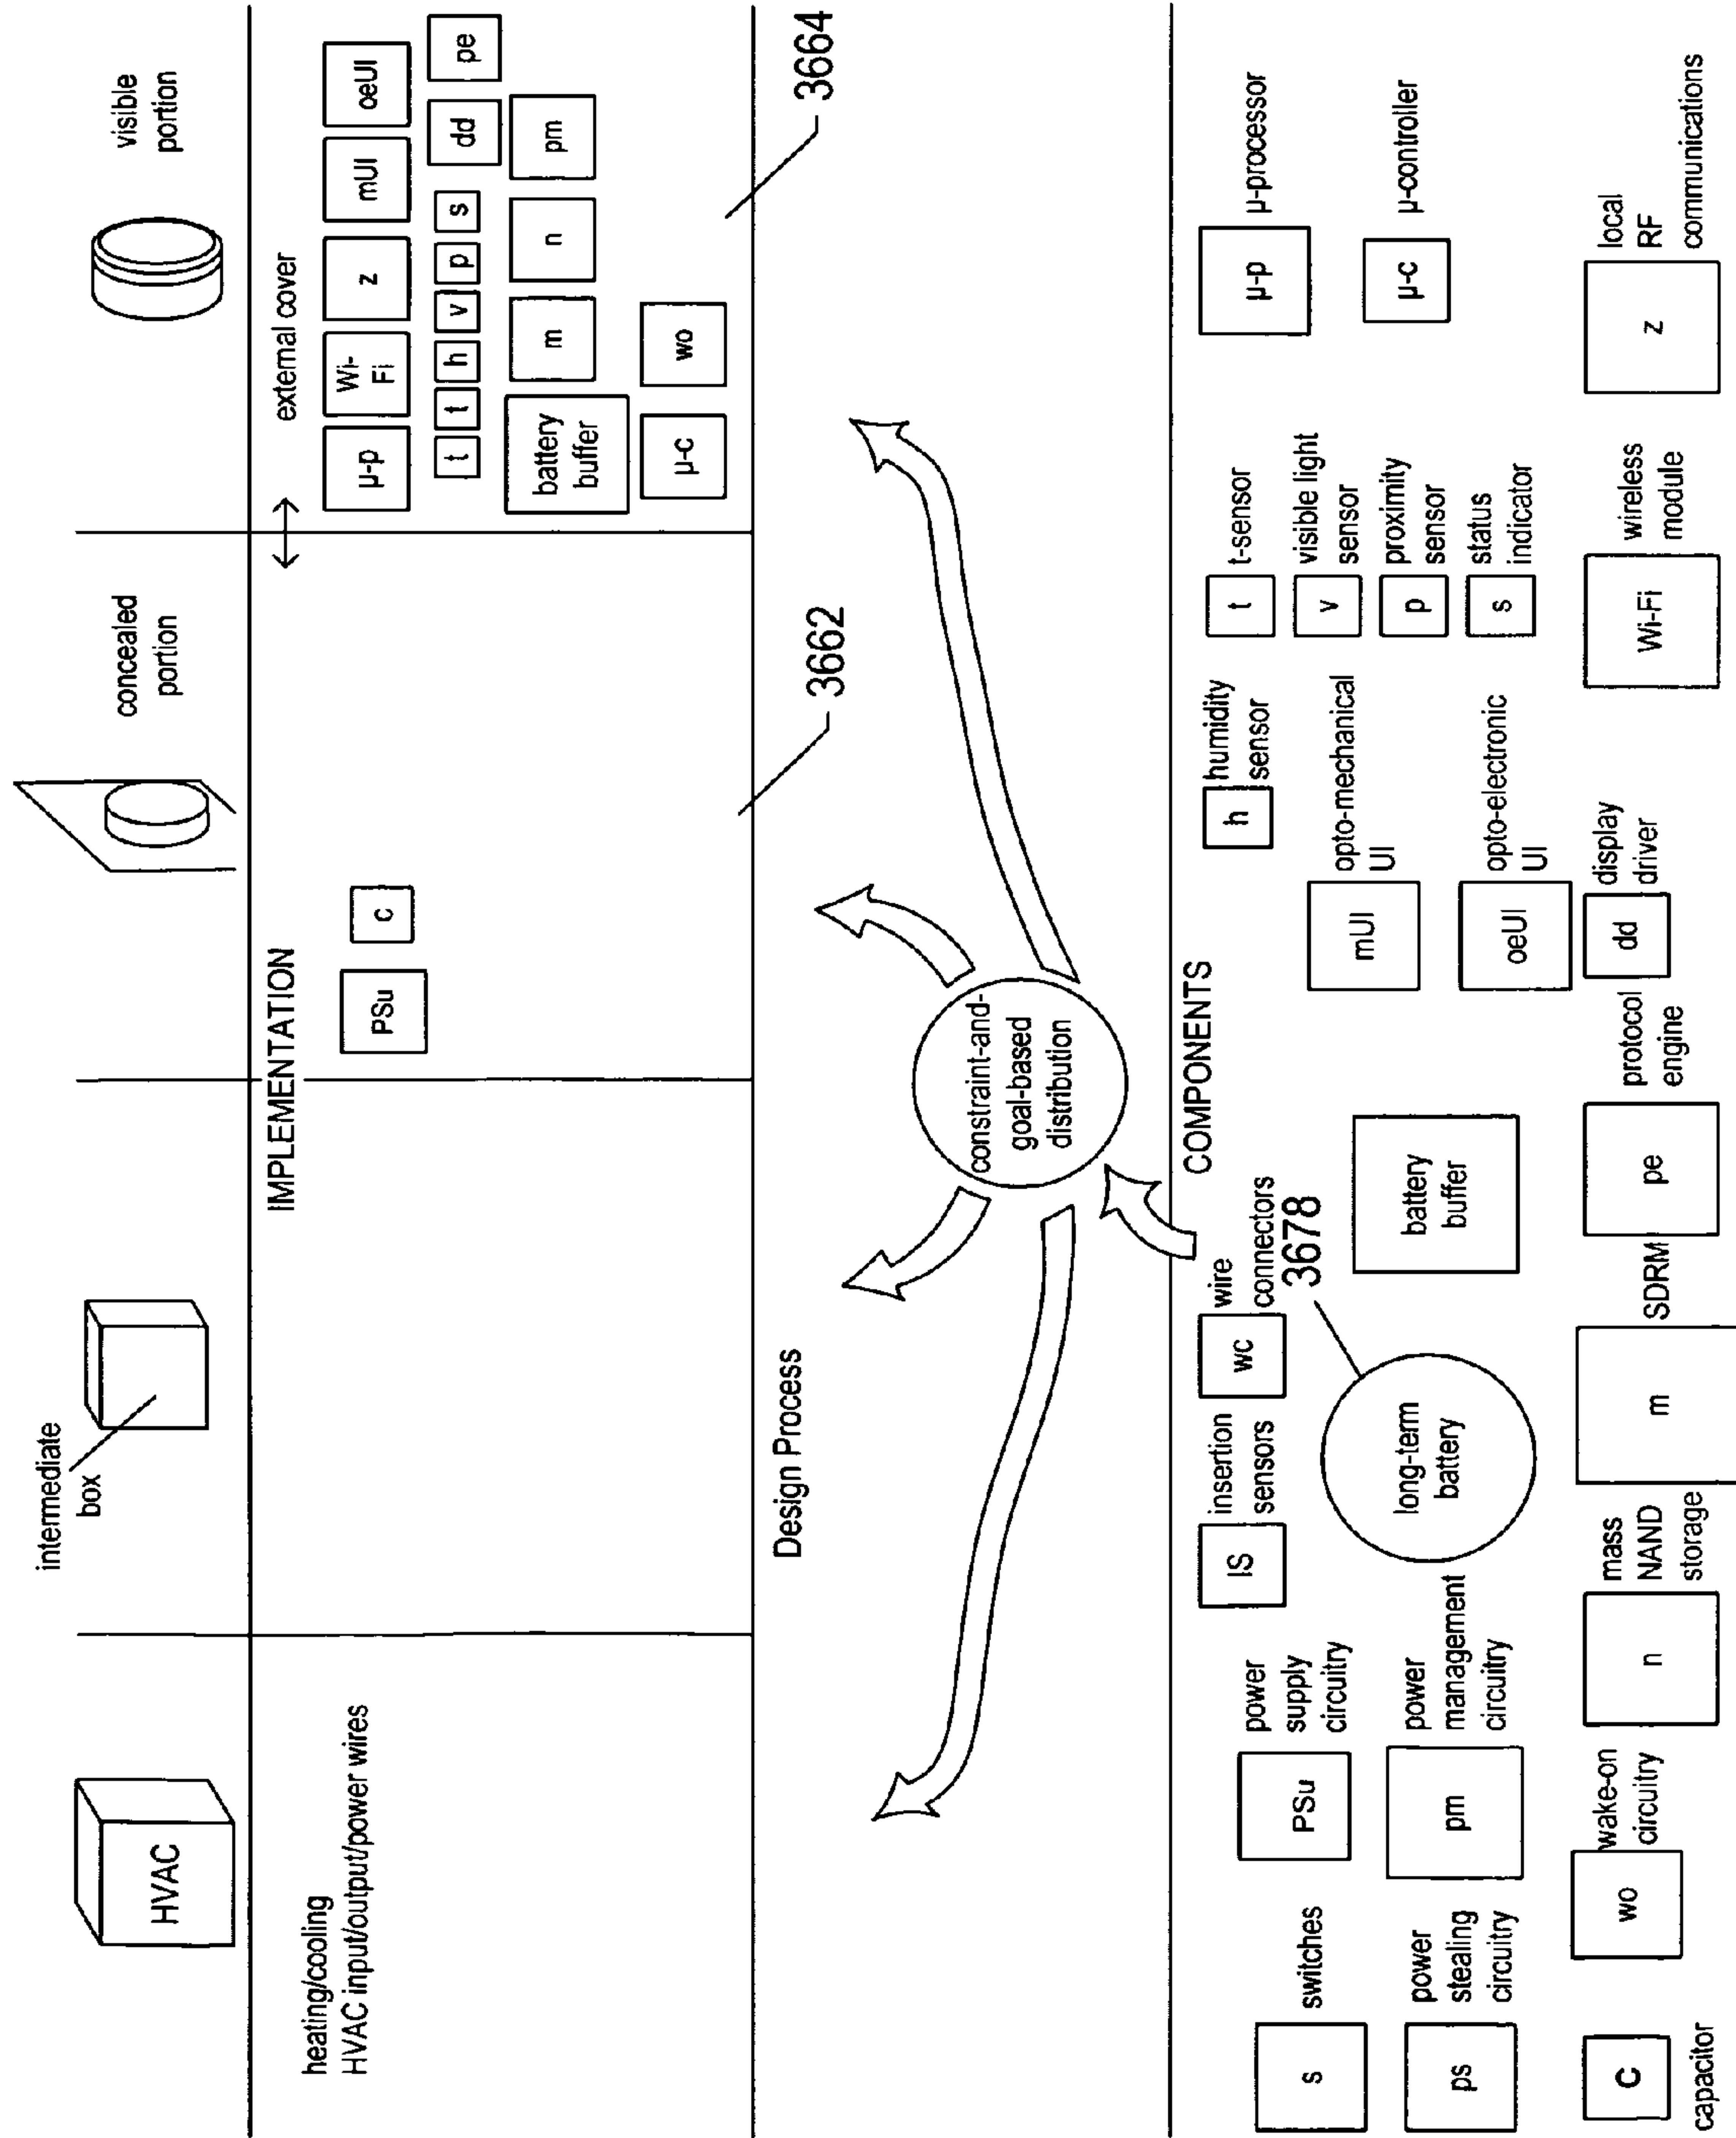 intermediate
box
HVAC
concealed
portion
visible
portion
IMPLEMENTATION
heating/cooling
HVAC input/output/power wires
PSu
c
external cover
μ-p
Wi-
Fi
z
mUI
oeUI
t
t
h
v
p
s
dd
pe
battery
buffer
m
n
pm
μ-c
wo
3662
3664
Design Process
constraint-and-
goal-based
distribution
COMPONENTS
s
switches
PSu
power
supply
circuitry
IS
insertion
sensors
wc
wire
connectors
3678
h
humidity
sensor
t
t-sensor
v
visible light
sensor
p
proximity
sensor
s
status
indicator
μ-p
μ-processor
μ-c
μ-controller
ps
power
stealing
circuitry
pm
power
management
circuitry
long-term
battery
battery
buffer
mUI
opto-mechanical
UI
oeUI
opto-electronic
UI
C
capacitor
wo
wake-on
circuitry
n
mass
NAND
storage
m
SDRM
pe
protocol
engine
dd
display
driver
Wi-Fi
wireless
module
z
local
RF
communications